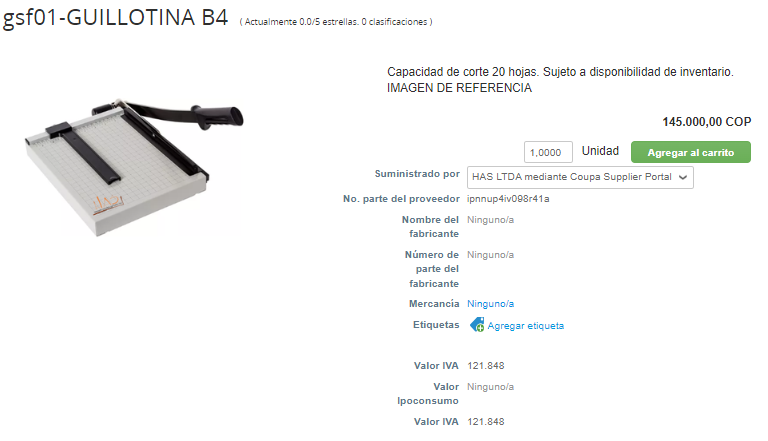 gsf01-GUILLOTINA B4 ( Actualmente 0.0/5 estrellas. 0 clasificaciones )
Capacidad de corte 20 hojas. Sujeto a disponibilidad de inventario.
IMAGEN DE REFERENCIA
145.000,00 COP
1,0000 Unidad Agregar al carrito
Suministrado por HAS LTDA mediante Coupa Supplier Portal
No. parte del proveedor ipnnup4iv098r41a
Nombre del Ninguno/a
fabricante
Número de Ninguno/a
parte del
fabricante
Mercancía Ninguno/a
Etiquetas Agregar etiqueta
Valor IVA 121.848
Valor Ninguno/a
Ipoconsumo
Valor IVA 121.848